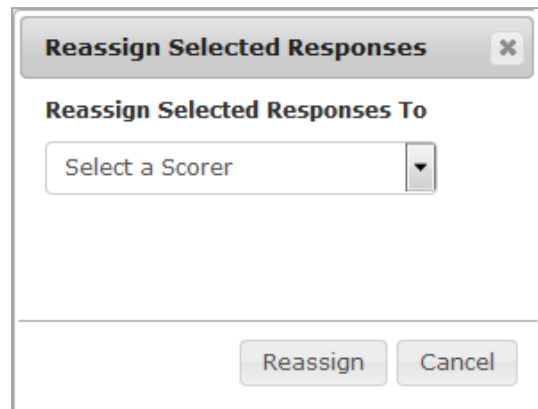 Reassign Selected Responses
Reassign Selected Responses To
Select a Scorer
Reassign Cancel